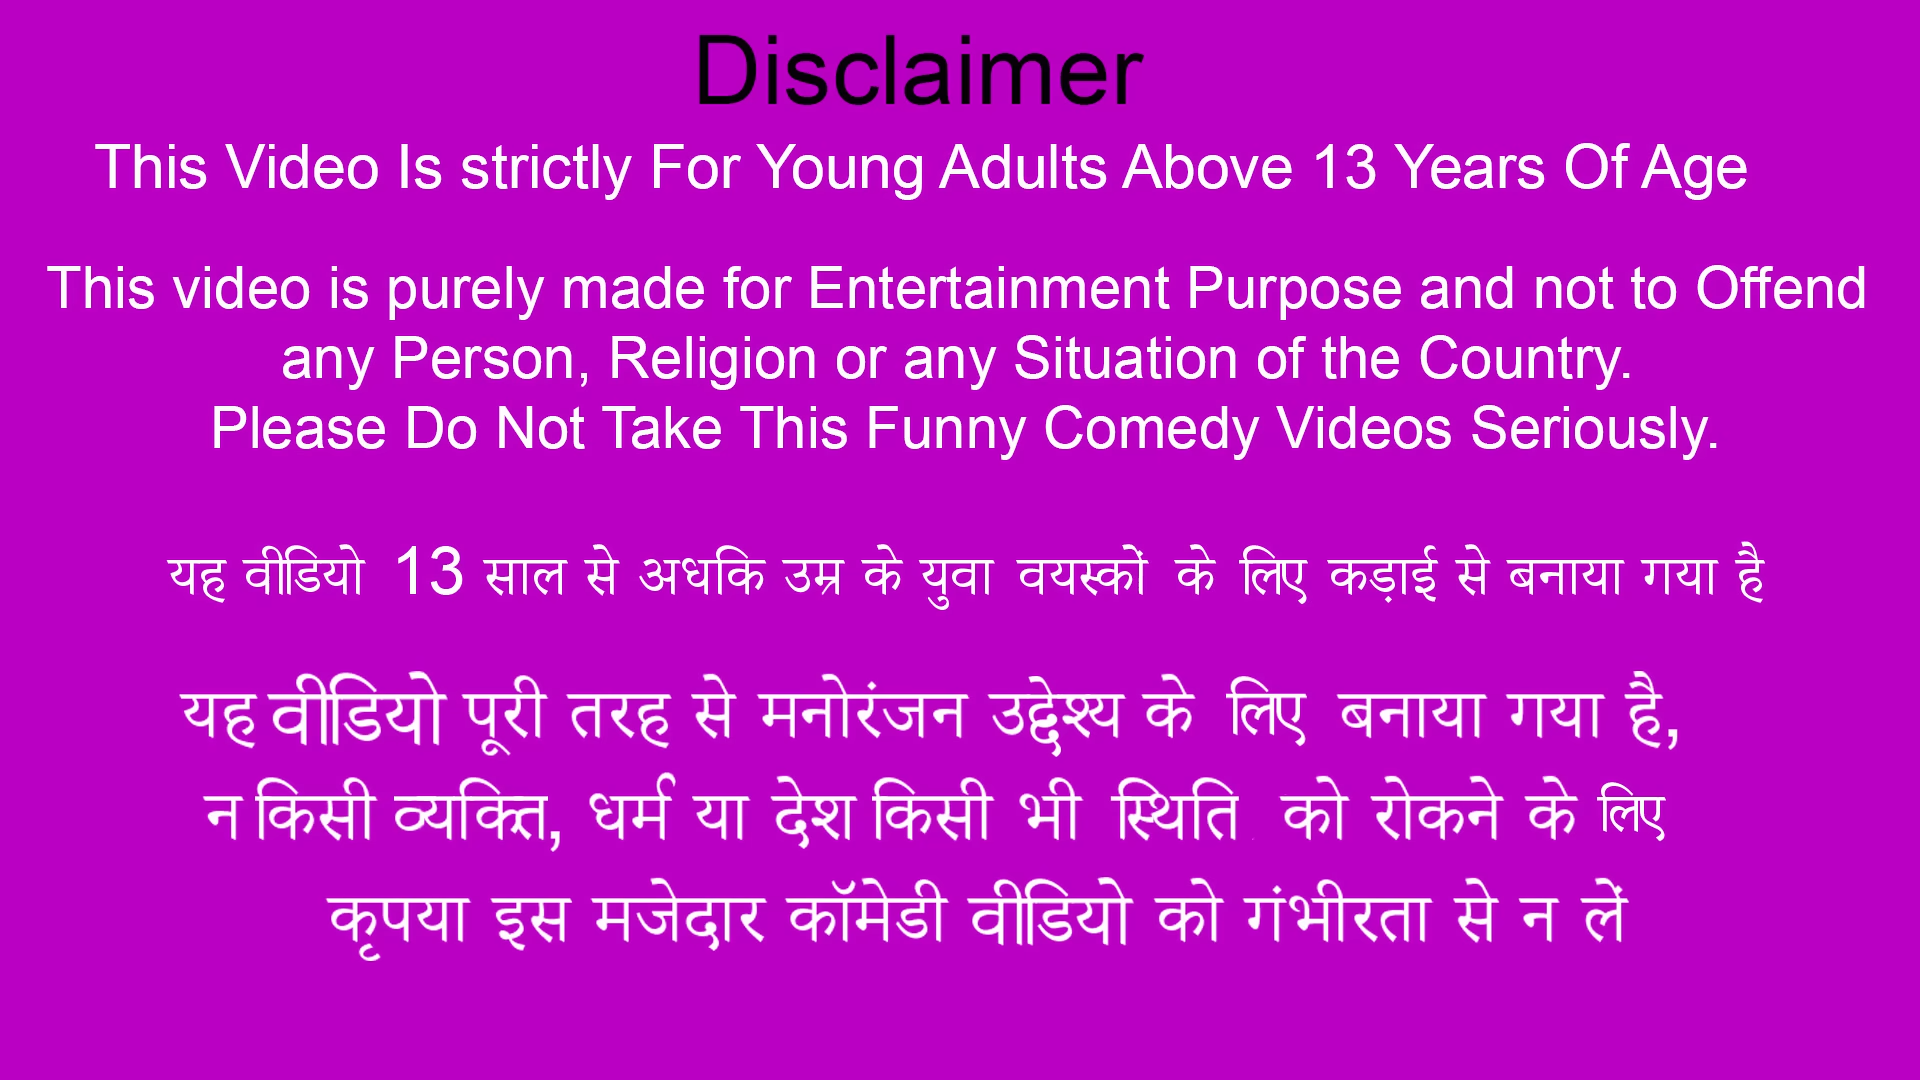 Disclaimer
This Video Is strictly For Young Adults Above 13 Years Of Age
This video is purely made for Entertainment Purpose and not to Offend
any Person, Religion or any Situation of the Country.
Please Do Not Take This Funny Comedy Videos Seriously.
यह वीडियो 13 साल से अधकि उम्र के युवा वयस्कों के लिए कड़ाई से बनाया गया है
यह वीडियो पूरी तरह से मनोरंजन उद्देश्य के लिए बनाया गया है,
न किसी व्यक्ति, धर्म या देश किसी भी स्थिति को रोकने के लिए
कृपया इस मजेदार कॉमेडी वीडियो को गंभीरता से न लें